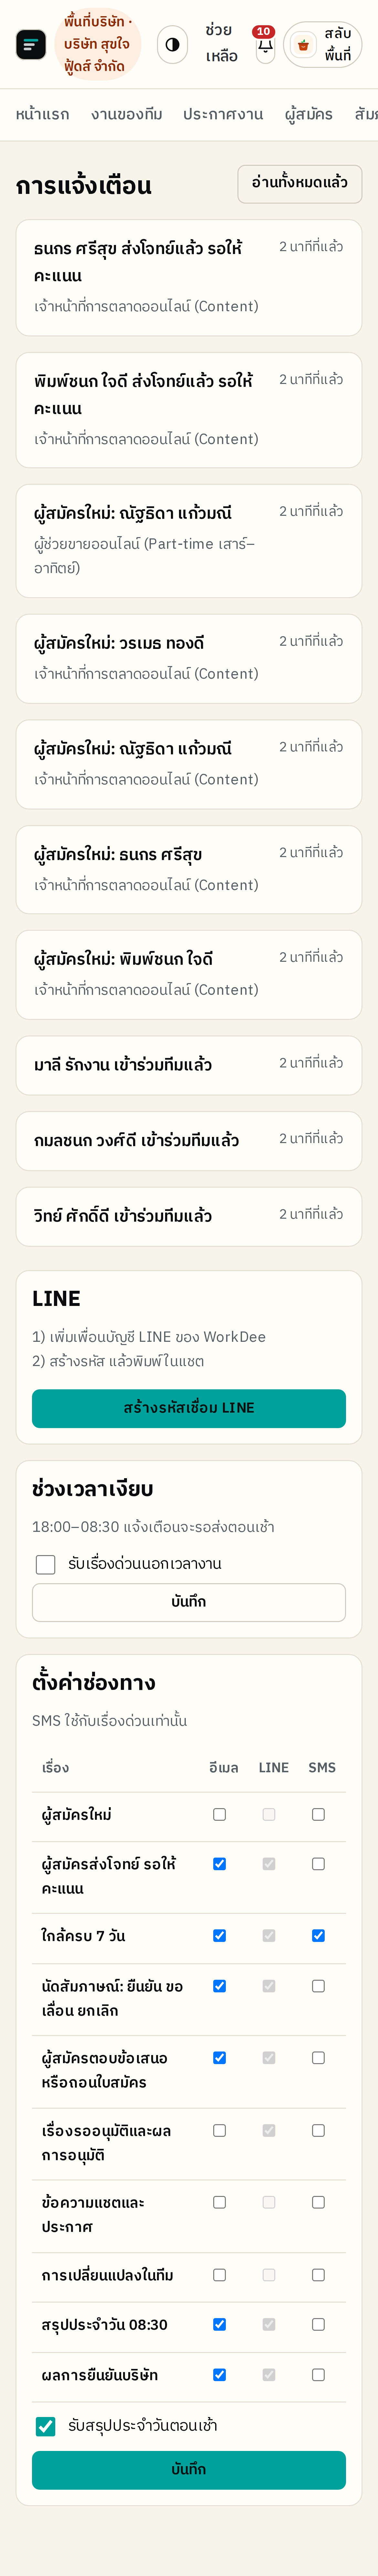 พื้นที่บริษัท ·
บริษัท สุขใจ
ฟู้ดส์ จำกัด
ช่วย
เหลือ
10
สลับ
พื้นที่
หน้าแรก งานของทีม ประกาศงาน ผู้สมัคร สัม
การแจ้งเตือน
อ่านทั้งหมดแล้ว
ธนกร ศรีสุข ส่งโจทย์แล้ว รอให้
คะแนน
2 นาทีที่แล้ว
เจ้าหน้าที่การตลาดออนไลน์ (Content)
พิมพ์ชนก ใจดี ส่งโจทย์แล้ว รอให้
คะแนน
2 นาทีที่แล้ว
เจ้าหน้าที่การตลาดออนไลน์ (Content)
ผู้สมัครใหม่: ณัฐธิดา แก้วมณี
2 นาทีที่แล้ว
ผู้ช่วยขายออนไลน์ (Part-time เสาร์–
อาทิตย์)
ผู้สมัครใหม่: วรเมธ ทองดี
2 นาทีที่แล้ว
เจ้าหน้าที่การตลาดออนไลน์ (Content)
ผู้สมัครใหม่: ณัฐธิดา แก้วมณี
2 นาทีที่แล้ว
เจ้าหน้าที่การตลาดออนไลน์ (Content)
ผู้สมัครใหม่: ธนกร ศรีสุข
2 นาทีที่แล้ว
เจ้าหน้าที่การตลาดออนไลน์ (Content)
ผู้สมัครใหม่: พิมพ์ชนก ใจดี
2 นาทีที่แล้ว
เจ้าหน้าที่การตลาดออนไลน์ (Content)
มาลี รักงาน เข้าร่วมทีมแล้ว
2 นาทีที่แล้ว
กมลชนก วงศ์ดี เข้าร่วมทีมแล้ว
2 นาทีที่แล้ว
วิทย์ ศักดิ์ดี เข้าร่วมทีมแล้ว
2 นาทีที่แล้ว
LINE
1) เพิ่มเพื่อนบัญชี LINE ของ WorkDee
2) สร้างรหัส แล้วพิมพ์ในแชต
สร้างรหัสเชื่อม LINE
ช่วงเวลาเงียบ
18:00–08:30 แจ้งเตือนจะรอส่งตอนเช้า
รับเรื่องด่วนนอกเวลางาน
บันทึก
ตั้งค่าช่องทาง
SMS ใช้กับเรื่องด่วนเท่านั้น
เรื่อง อีเมล LINE SMS
ผู้สมัครใหม่
ผู้สมัครส่งโจทย์ รอให้
คะแนน
ใกล้ครบ 7 วัน
นัดสัมภาษณ์: ยืนยัน ขอ
เลื่อน ยกเลิก
ผู้สมัครตอบข้อเสนอ
หรือถอนใบสมัคร
เรื่องรออนุมัติและผล
การอนุมัติ
ข้อความแชตและ
ประกาศ
การเปลี่ยนแปลงในทีม
สรุปประจำวัน 08:30
ผลการยืนยันบริษัท
รับสรุปประจำวันตอนเช้า
บันทึก